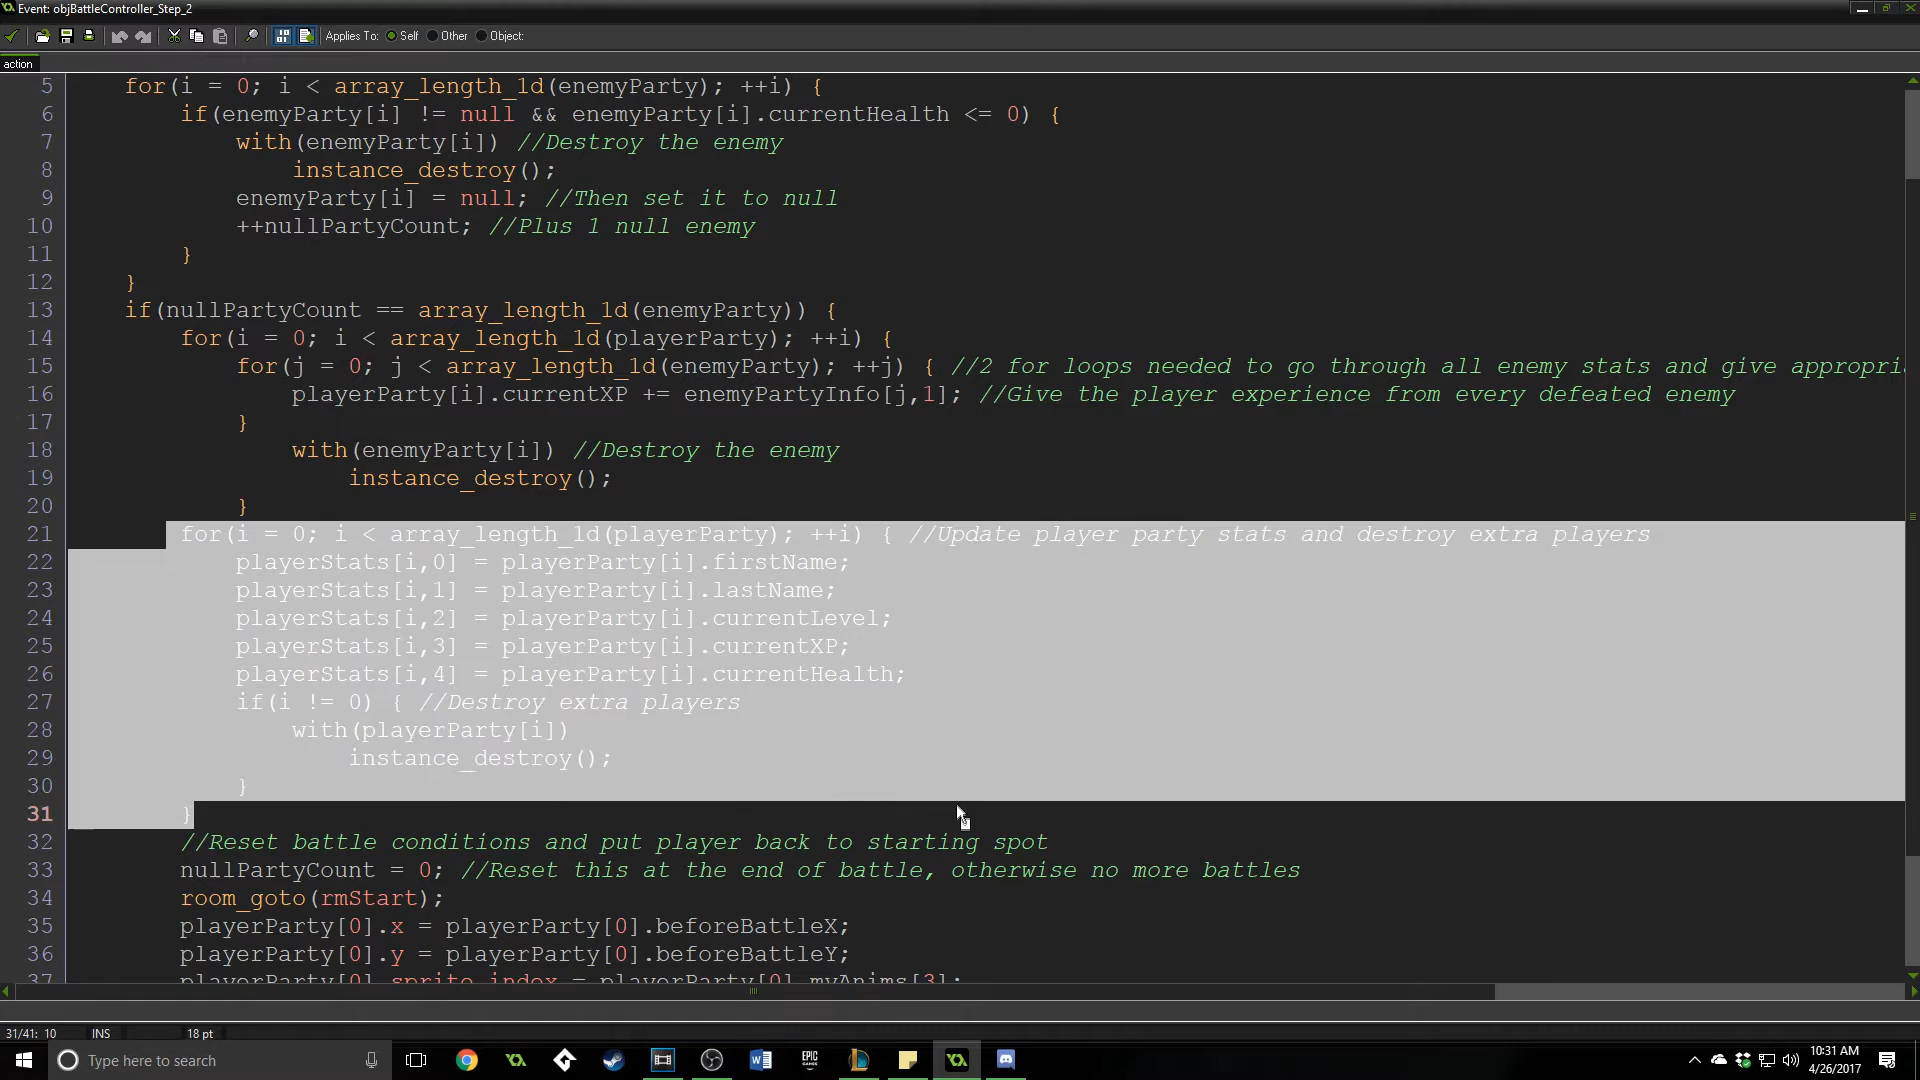 Event: objBattleController_Step_2
Applies To: Self Other Object:
action
5 for(i = 0; i < array_length_1d(enemyParty); ++i) {
6 if(enemyParty[i] != null && enemyParty[i].currentHealth <= 0) {
7 with(enemyParty[i]) //Destroy the enemy
8 instance_destroy();
9 enemyParty[i] = null; //Then set it to null
10 ++nullPartyCount; //Plus 1 null enemy
11 }
12 }
13 if(nullPartyCount == array_length_1d(enemyParty)) {
14 for(i = 0; i < array_length_1d(playerParty); ++i) {
15 for(j = 0; j < array_length_1d(enemyParty); ++j) { //2 for loops needed to go through all enemy stats and give appropri
16 playerParty[i].currentXP += enemyPartyInfo[j,1]; //Give the player experience from every defeated enemy
17 }
18 with(enemyParty[i]) //Destroy the enemy
19 instance_destroy();
20 }
21 for(i = 0; i < array_length_1d(playerParty); ++i) { //Update player party stats and destroy extra players
22 playerStats[i,0] = playerParty[i].firstName;
23 playerStats[i,1] = playerParty[i].lastName;
24 playerStats[i,2] = playerParty[i].currentLevel;
25 playerStats[i,3] = playerParty[i].currentXP;
26 playerStats[i,4] = playerParty[i].currentHealth;
27 if(i != 0) { //Destroy extra players
28 with(playerParty[i])
29 instance_destroy();
30 }
31 }
32 //Reset battle conditions and put player back to starting spot
33 nullPartyCount = 0; //Reset this at the end of battle, otherwise no more battles
34 room_goto(rmStart);
35 playerParty[0].x = playerParty[0].beforeBattleX;
36 playerParty[0].y = playerParty[0].beforeBattleY;
37 playerParty[0].sprite_index = playerParty[0].myAnims[3];
31/41: 10 INS 18 pt
Type here to search
EPIC GAMES
10:31 AM
4/26/2017